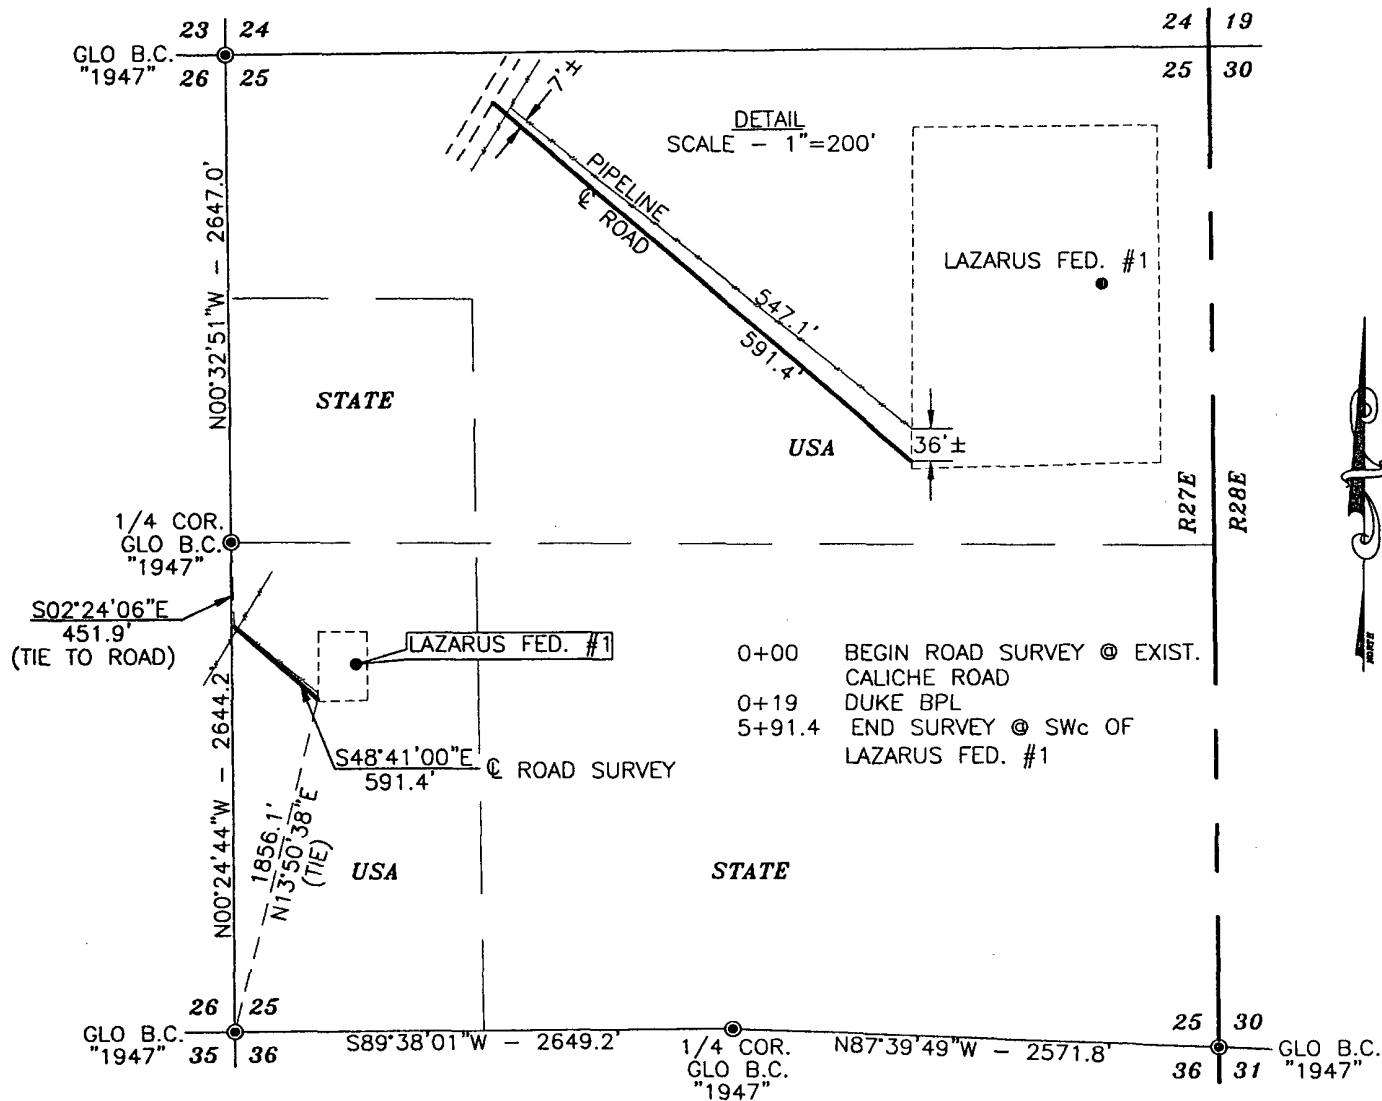 23 24
24 19
GLO B.C.
"1947"
26 25
25 30
7'±
DETAIL
SCALE – 1"=200'
PIPELINE
℄ ROAD
N00°32'51"W – 2647.0'
LAZARUS FED. #1
547.1'
591.4'
STATE
USA
36'±
R27E R28E
1/4 COR.
GLO B.C.
"1947"
S02°24'06"E
451.9'
(TIE TO ROAD)
LAZARUS FED. #1
0+00 BEGIN ROAD SURVEY @ EXIST.
CALICHE ROAD
0+19 DUKE BPL
5+91.4 END SURVEY @ SWc OF
LAZARUS FED. #1
NORTH
S48°41'00"E
591.4'
℄ ROAD SURVEY
N00°24'44"W – 2644.2'
1856.1'
N13°50'38"E
(TIE)
USA
STATE
26 25
25 30
GLO B.C.
"1947"
35 36
S89°38'01"W – 2649.2'
1/4 COR.
GLO B.C.
"1947"
N87°39'49"W – 2571.8'
36 31
GLO B.C.
"1947"